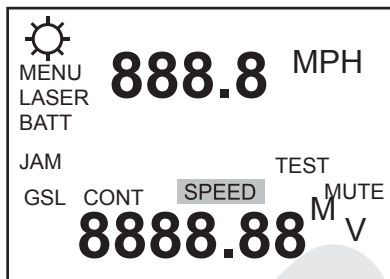 MENU 888.8 MPH
LASER
BATT
JAM TEST
GSL CONT SPEED MUTE
8888.88 M V